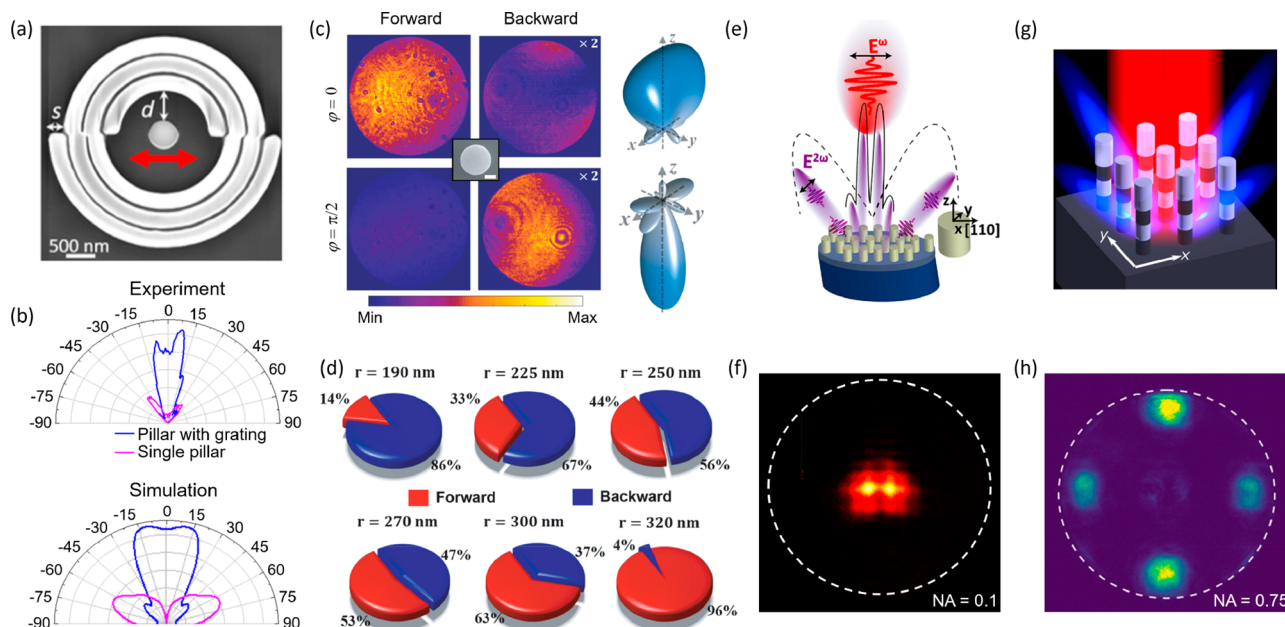 (a)
s
d
500 nm
(b)
Experiment
0
-15
15
-30
30
-45
45
-60
60
-75
75
-90
90
Pillar with grating
Single pillar
Simulation
0
-15
15
-30
30
-45
45
-60
60
-75
75
-90
90
(c)
Forward
Backward
× 2
φ = 0
z
x
y
× 2
φ = π/2
z
x
y
Min
Max
(d)
r = 190 nm
r = 225 nm
r = 250 nm
14%
33%
44%
86%
67%
56%
Forward
Backward
r = 270 nm
r = 300 nm
r = 320 nm
47%
37%
4%
53%
63%
96%
(e)
E^ω
E^2ω
z
y
x [110]
(f)
NA = 0.1
(g)
y
x
(h)
NA = 0.75